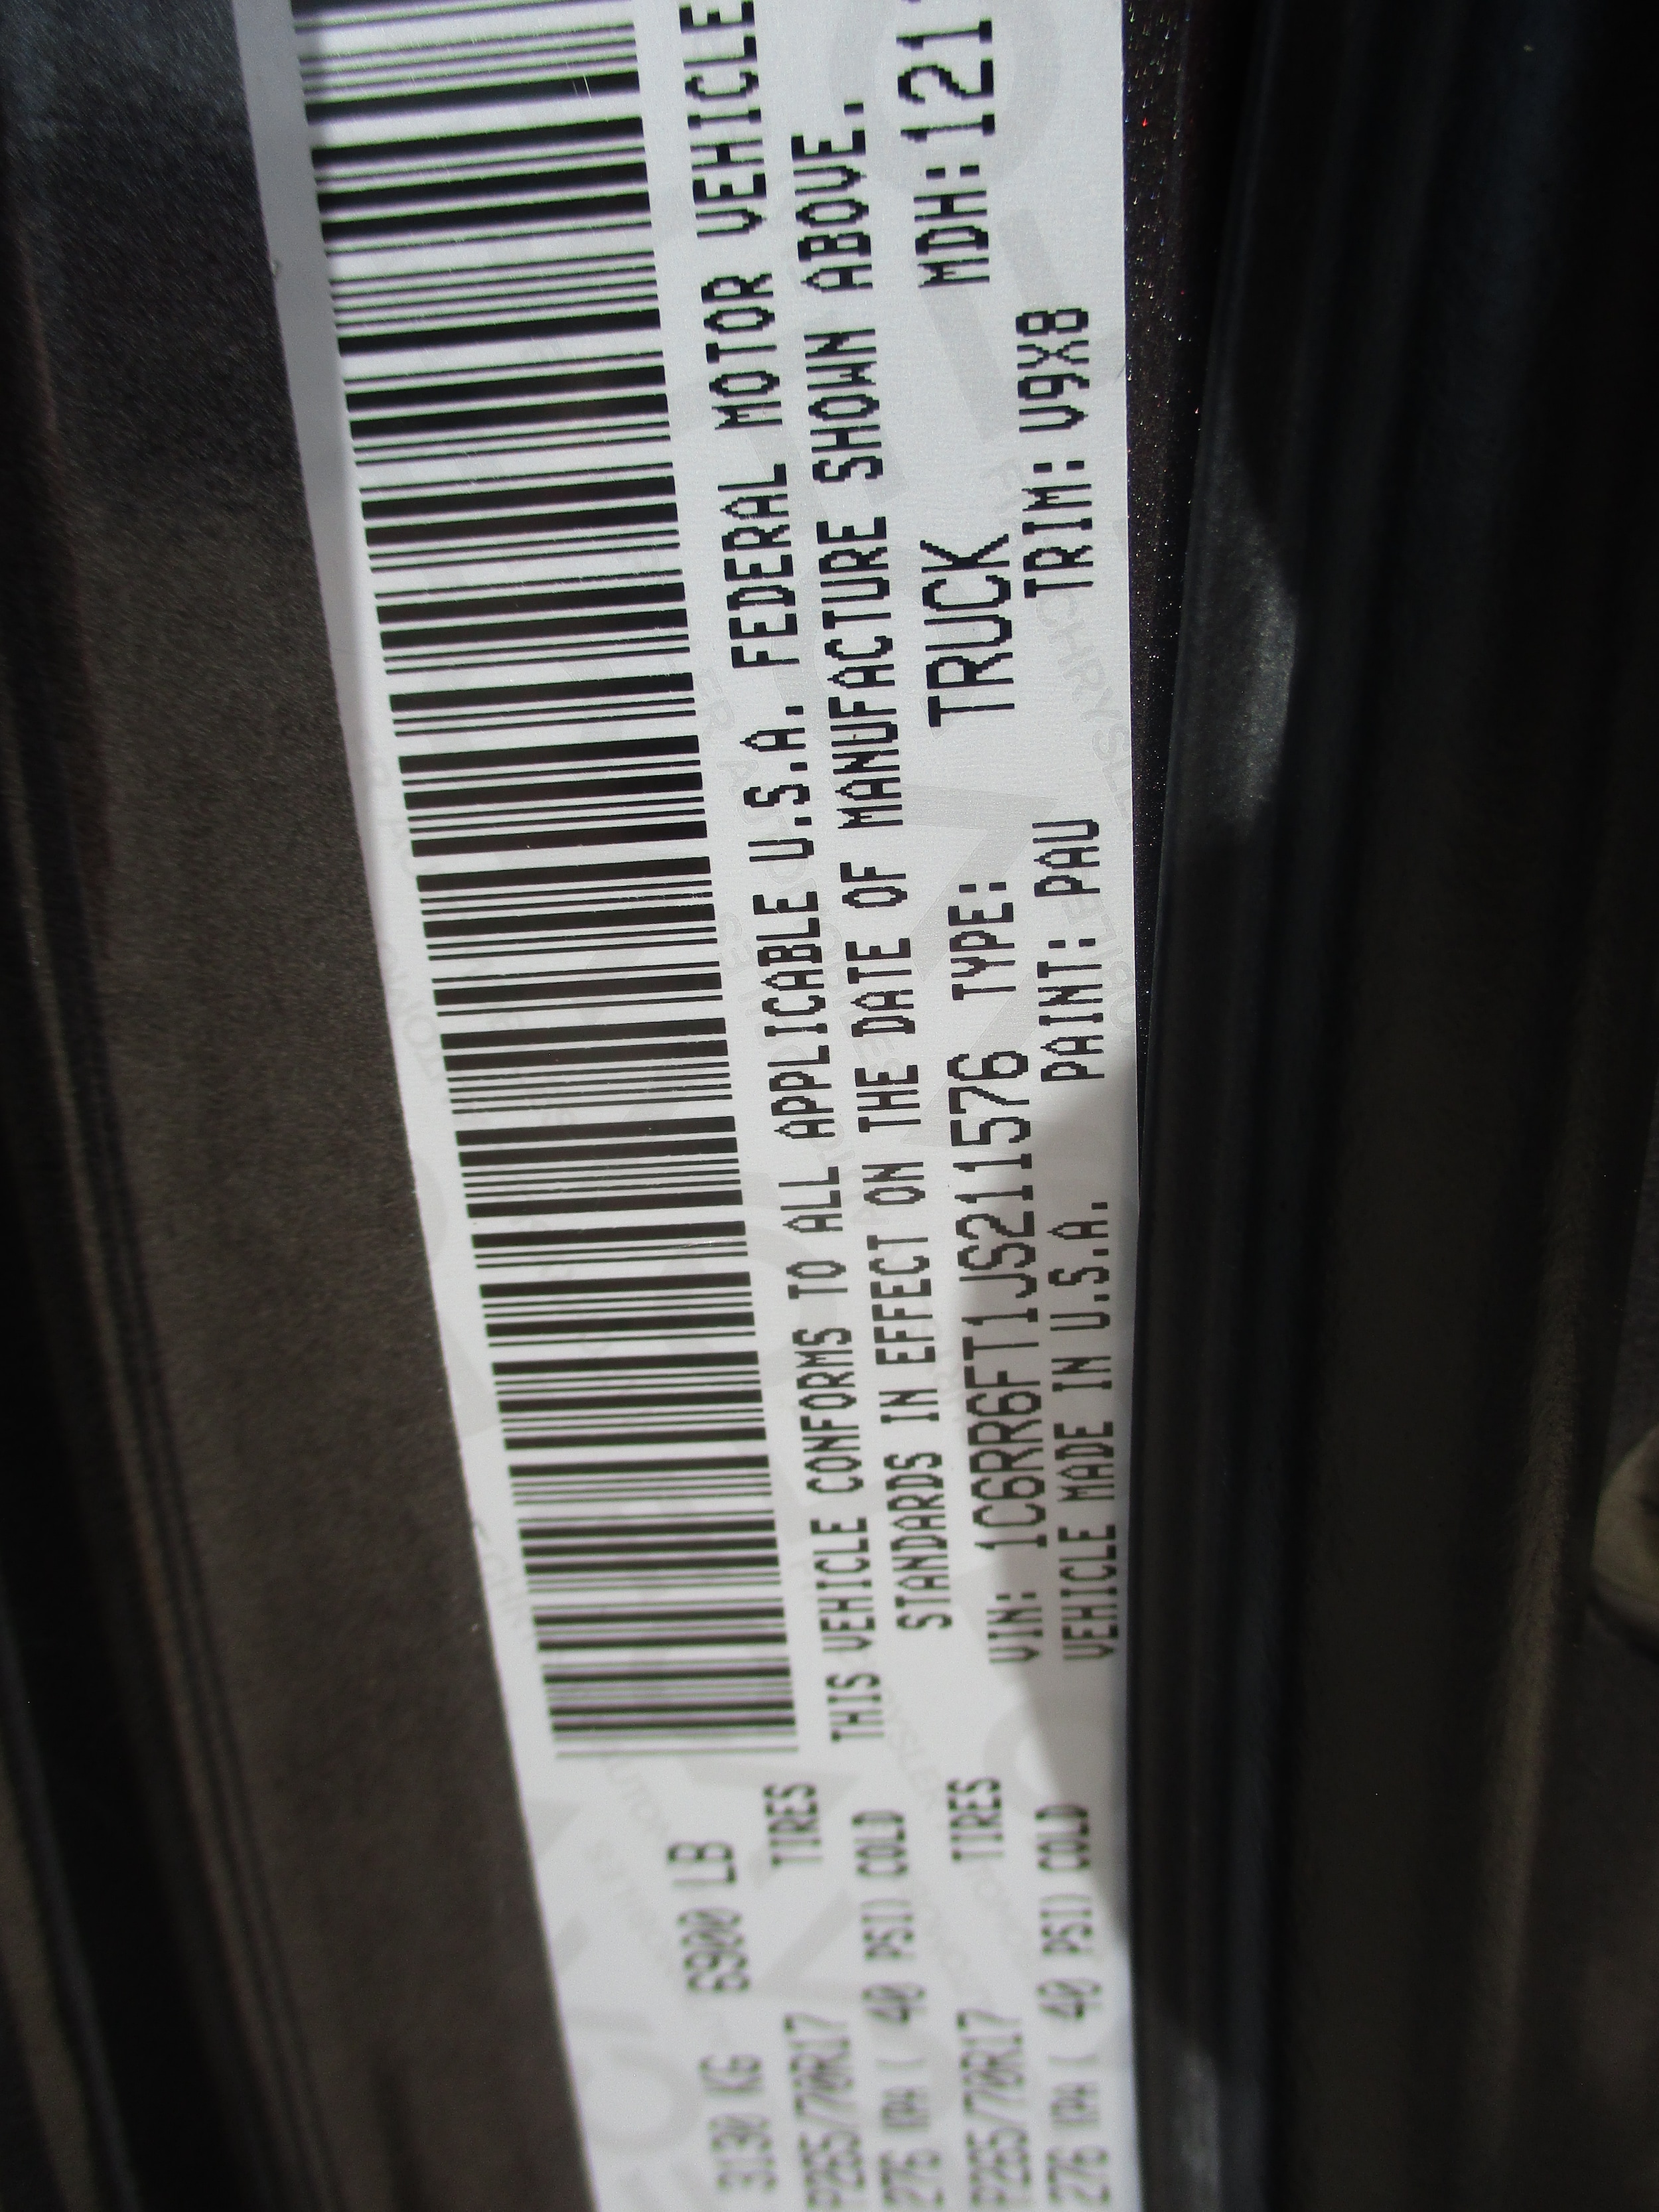 3130 KG 6900 LB
P265/70R17 TIRES
276 KPA ( 40 PSI) COLD
P265/70R17 TIRES
276 KPA ( 40 PSI) COLD
THIS VEHICLE CONFORMS TO ALL APPLICABLE U.S.A. FEDERAL MOTOR VEHICLE
STANDARDS IN EFFECT ON THE DATE OF MANUFACTURE SHOWN ABOVE.
VIN: 1C6RR6FT1JS211576 TYPE: TRUCK MDH:121
VEHICLE MADE IN U.S.A. PAINT: PAU TRIM: V9X8